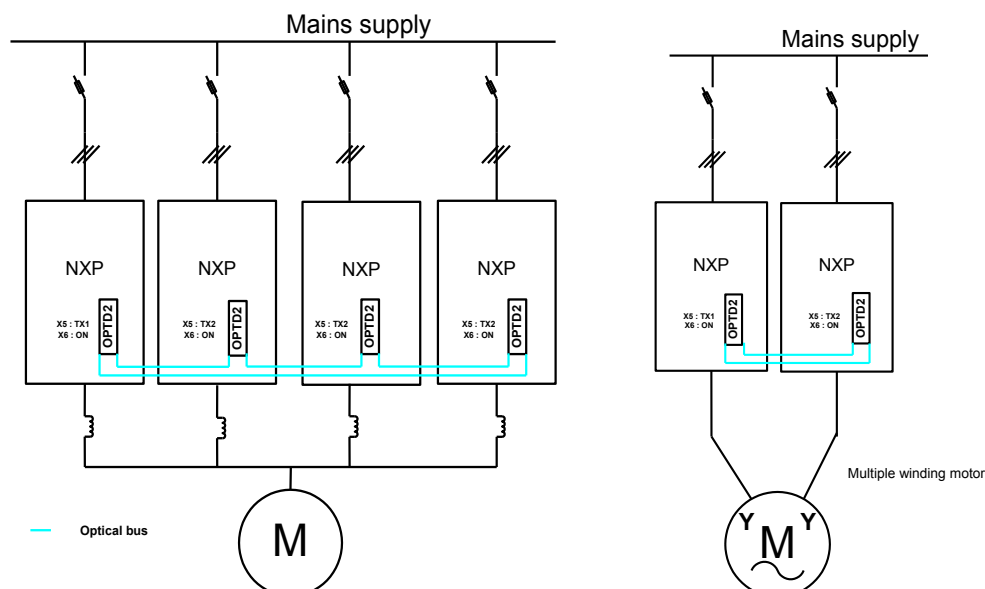 Mains supply
Mains supply
NXP
NXP
NXP
NXP
NXP
NXP
X5 : TX1
X6 : ON
OPTD2
X5 : TX2
X6 : ON
OPTD2
X5 : TX2
X6 : ON
OPTD2
X5 : TX2
X6 : ON
OPTD2
X5 : TX1
X6 : ON
OPTD2
X5 : TX2
X6 : ON
OPTD2
Multiple winding motor
Optical bus
M
Y M Y